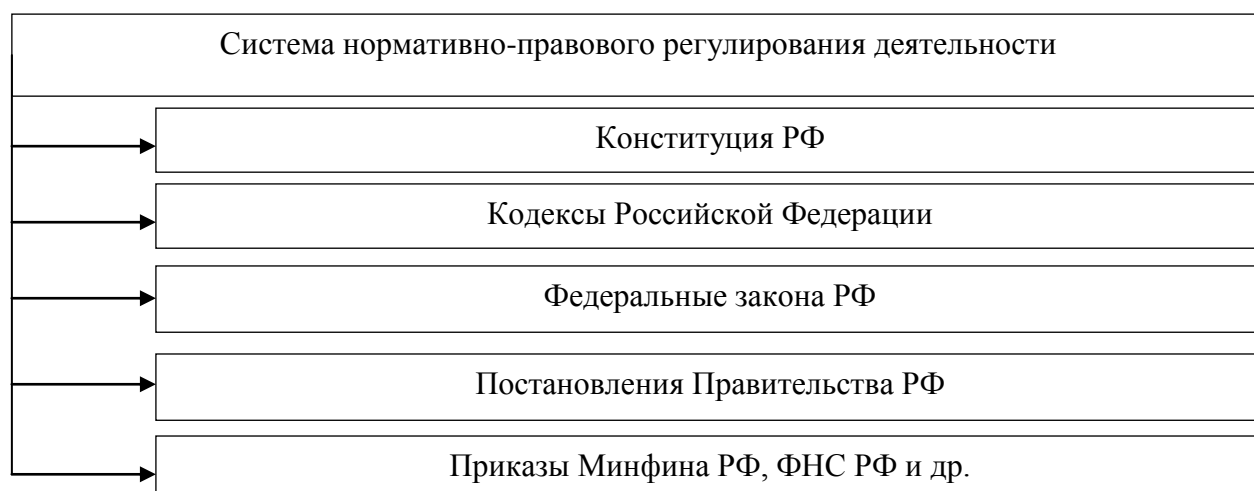 Система нормативно-правового регулирования деятельности
Конституция РФ
Кодексы Российской Федерации
Федеральные закона РФ
Постановления Правительства РФ
Приказы Минфина РФ, ФНС РФ и др.